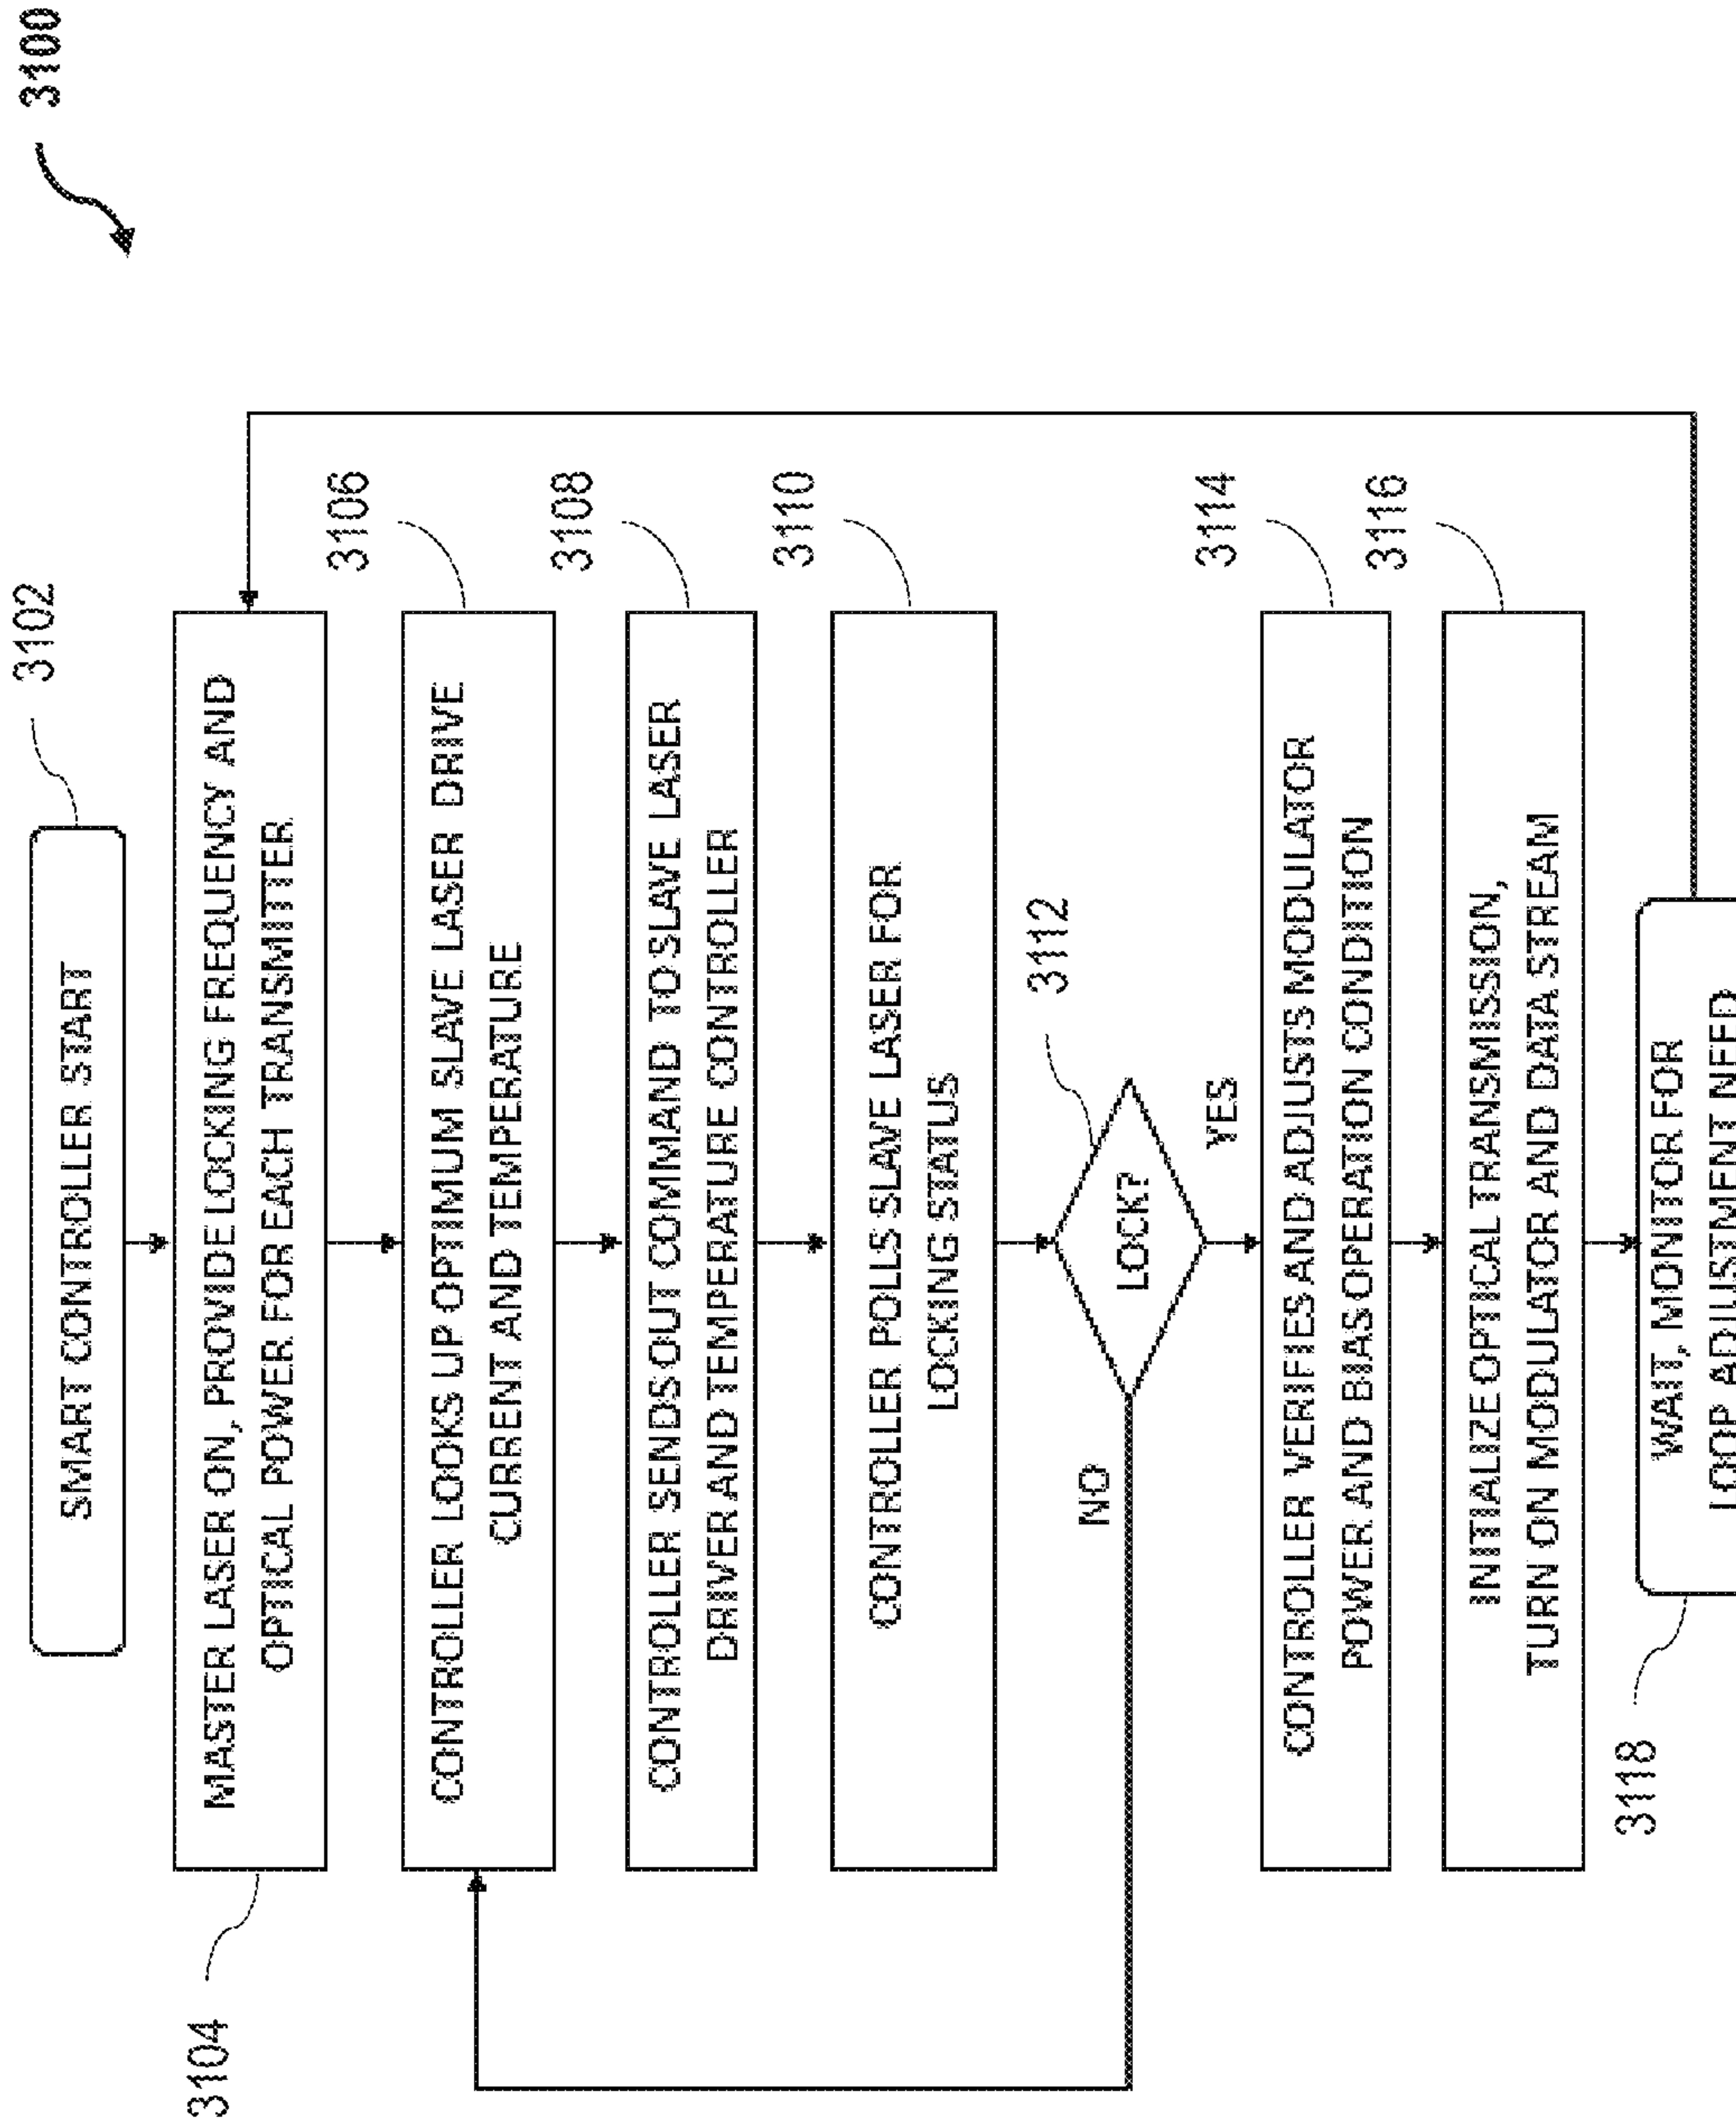 3100
3102
SMART CONTROLLER START
3104
MASTER LASER ON, PROVIDE LOCKING FREQUENCY AND
OPTICAL POWER FOR EACH TRANSMITTER
3106
CONTROLLER LOOKS UP OPTIMUM SLAVE LASER DRIVE
CURRENT AND TEMPERATURE
3108
CONTROLLER SENDS OUT COMMAND TO SLAVE LASER
DRIVER AND TEMPERATURE CONTROLLER
3110
CONTROLLER POLLS SLAVE LASER FOR
LOCKING STATUS
3112
LOCK?
NO
YES
3114
CONTROLLER VERIFIES AND ADJUSTS MODULATOR
POWER AND BIAS OPERATION CONDITION
3116
INITIALIZE OPTICAL TRANSMISSION,
TURN ON MODULATOR AND DATA STREAM
3118
WAIT, MONITOR FOR
LOOP ADJUSTMENT NEED